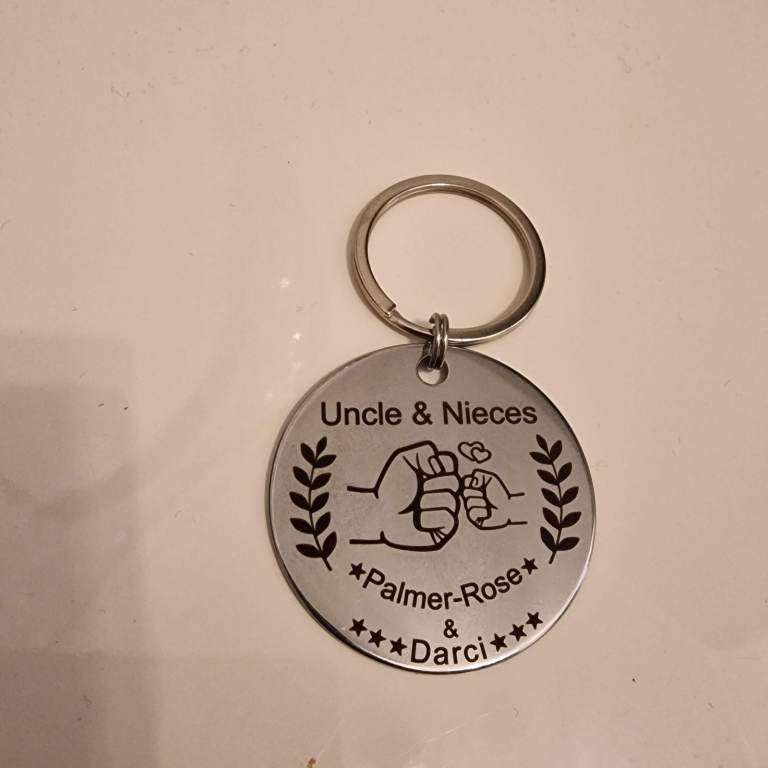 Uncle & Nieces
★Palmer-Rose★
&
★★★Darci★★★